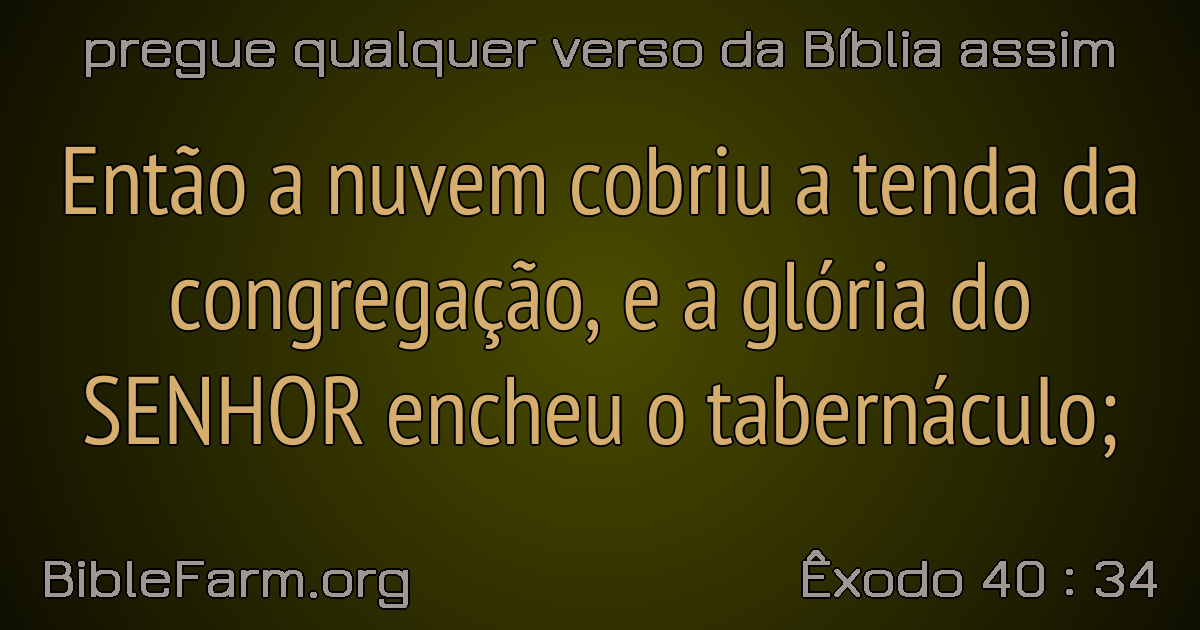 pregue qualquer verso da Bíblia assim
Então a nuvem cobriu a tenda da
congregação, e a glória do
SENHOR encheu o tabernáculo;
BibleFarm.org
Êxodo 40 : 34